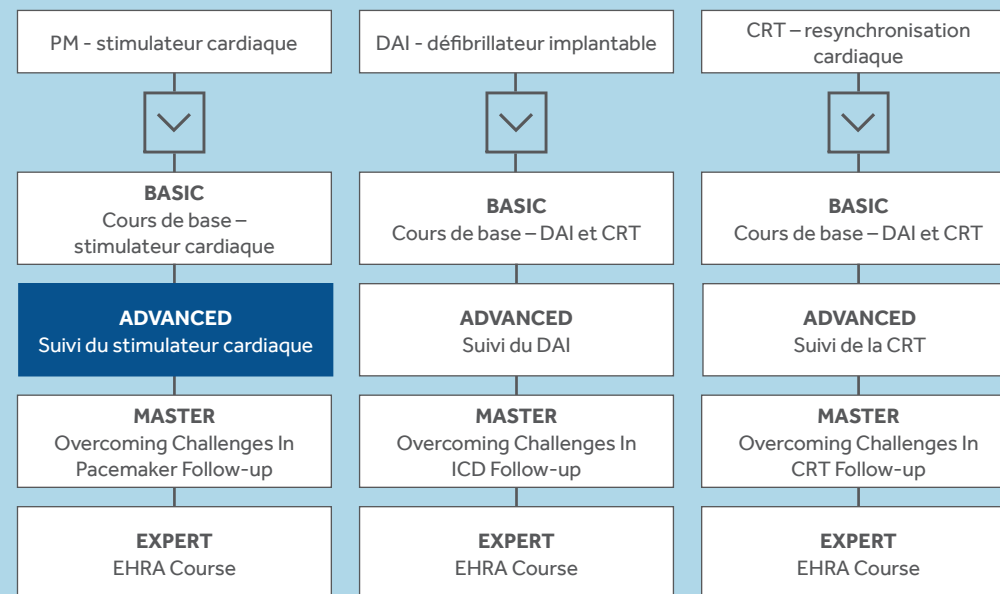 PM - stimulateur cardiaque
DAI - défibrillateur implantable
CRT – resynchronisation
cardiaque
BASIC
Cours de base –
stimulateur cardiaque
BASIC
Cours de base – DAI et CRT
BASIC
Cours de base – DAI et CRT
ADVANCED
Suivi du stimulateur cardiaque
ADVANCED
Suivi du DAI
ADVANCED
Suivi de la CRT
MASTER
Overcoming Challenges In
Pacemaker Follow-up
MASTER
Overcoming Challenges In
ICD Follow-up
MASTER
Overcoming Challenges In
CRT Follow-up
EXPERT
EHRA Course
EXPERT
EHRA Course
EXPERT
EHRA Course